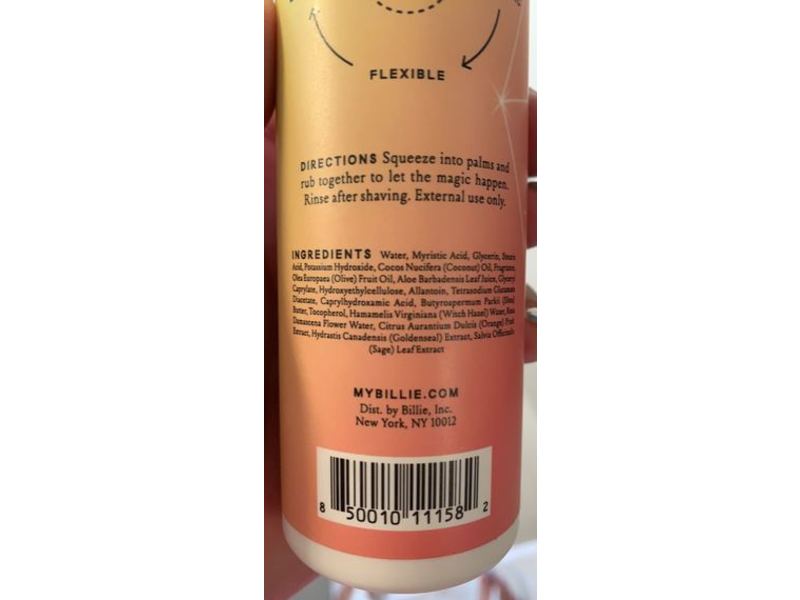 FLEXIBLE
DIRECTIONS Squeeze into palms and
rub together to let the magic happen.
Rinse after shaving. External use only.
INGREDIENTS Water, Myristic Acid, Glycerin, Stearic
Acid, Potassium Hydroxide, Cocos Nucifera (Coconut) Oil, Fragrance,
Olea Europaea (Olive) Fruit Oil, Aloe Barbadensis Leaf Juice, Glyceryl
Caprylate, Hydroxyethylcellulose, Allantoin, Tetrasodium Glutamate
Diacetate, Caprylhydroxamic Acid, Butyrospermum Parkii (Shea)
Butter, Tocopherol, Hamamelis Virginiana (Witch Hazel) Water, Rosa
Damascena Flower Water, Citrus Aurantium Dulcis (Orange) Fruit
Extract, Hydrastis Canadensis (Goldenseal) Extract, Salvia Officinalis
(Sage) Leaf Extract
MYBILLIE.COM
Dist. by Billie, Inc.
New York, NY 10012
8 50010 11158 2